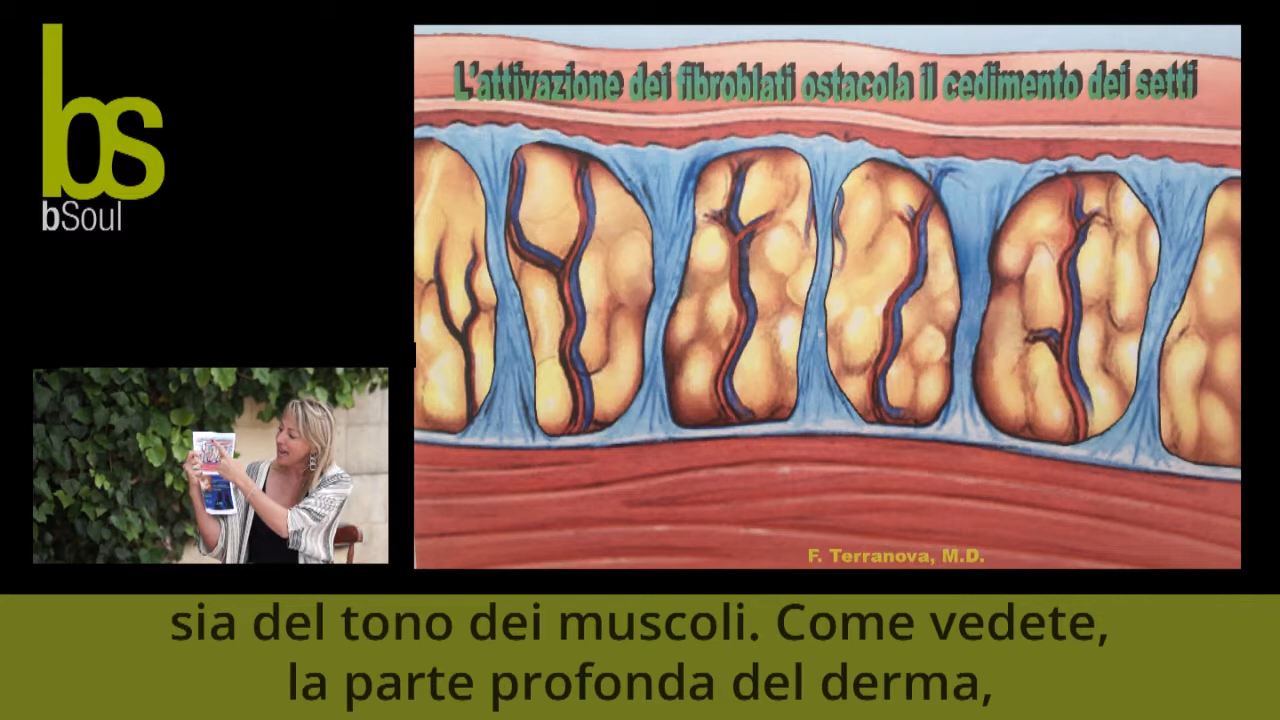 bs
bSoul
L'attivazione dei fibroblati ostacola il cedimento dei setti
F. Terranova, M.D.
sia del tono dei muscoli. Come vedete,
la parte profonda del derma,